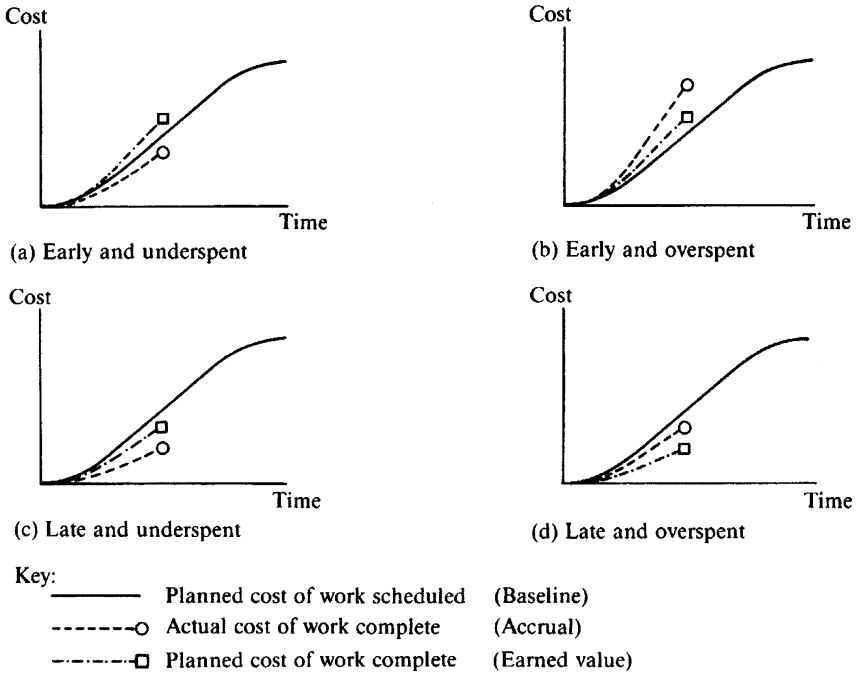 Cost
Cost
Time
Time
(a) Early and underspent
(b) Early and overspent
Cost
Cost
Time
Time
(c) Late and underspent
(d) Late and overspent
Key:
Planned cost of work scheduled (Baseline)
Actual cost of work complete (Accrual)
Planned cost of work complete (Earned value)